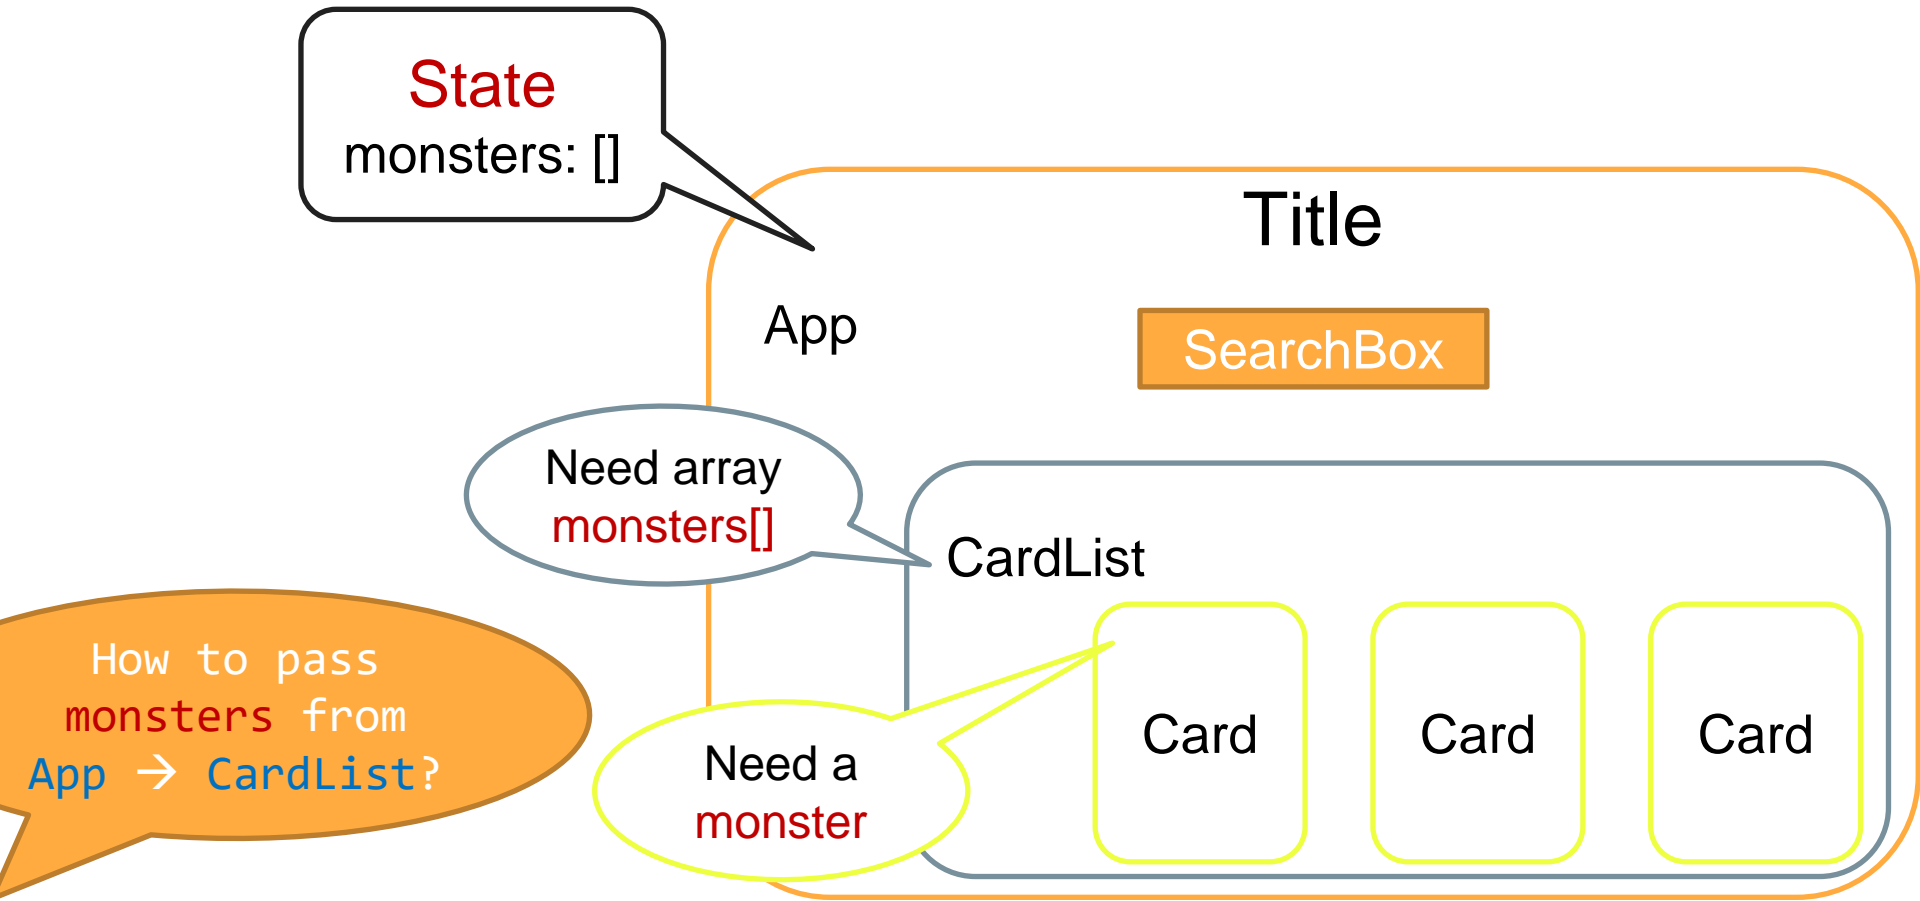 State
monsters: []
Title
App
SearchBox
Need array
monsters[]
CardList
How to pass
monsters from
App → CardList?
Need a
monster
Card
Card
Card